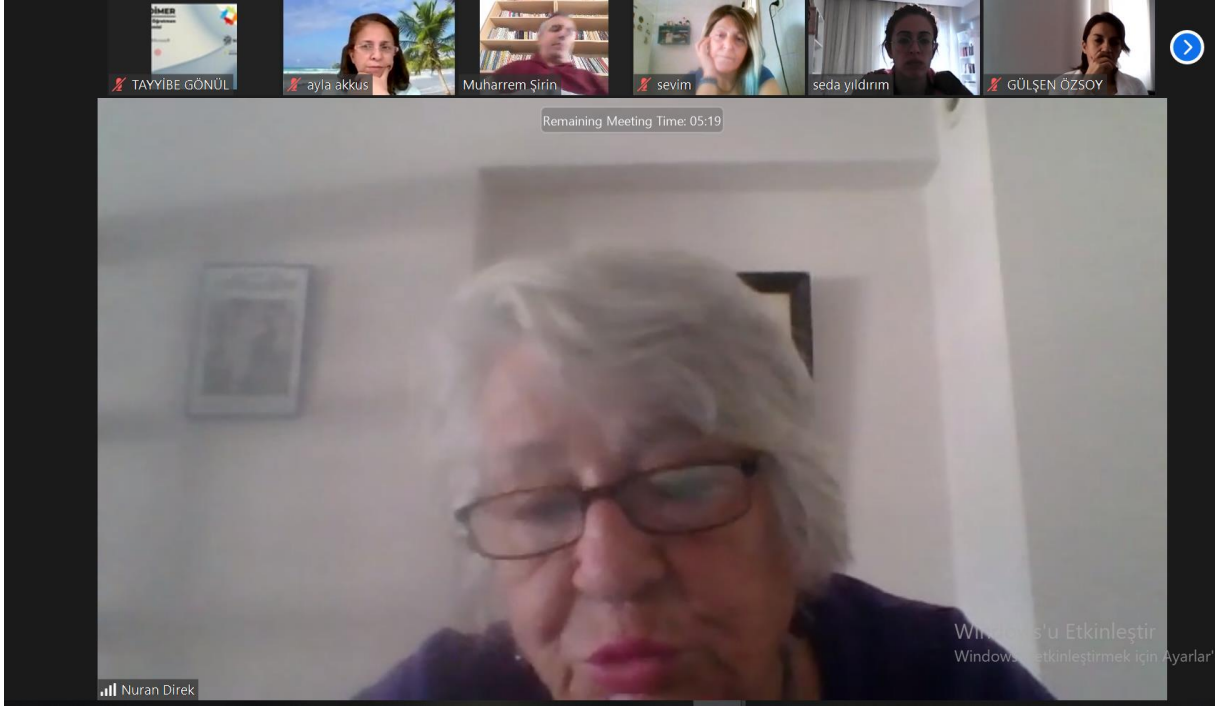 TAYYİBE GÖNÜL
ayla akkus
Muharrem Şirin
sevim
seda yıldırım
GÜLŞEN ÖZSOY
Remaining Meeting Time: 05:19
Windows'u Etkinleştir
Windows'u etkinleştirmek için Ayarlar'
Nuran Direk